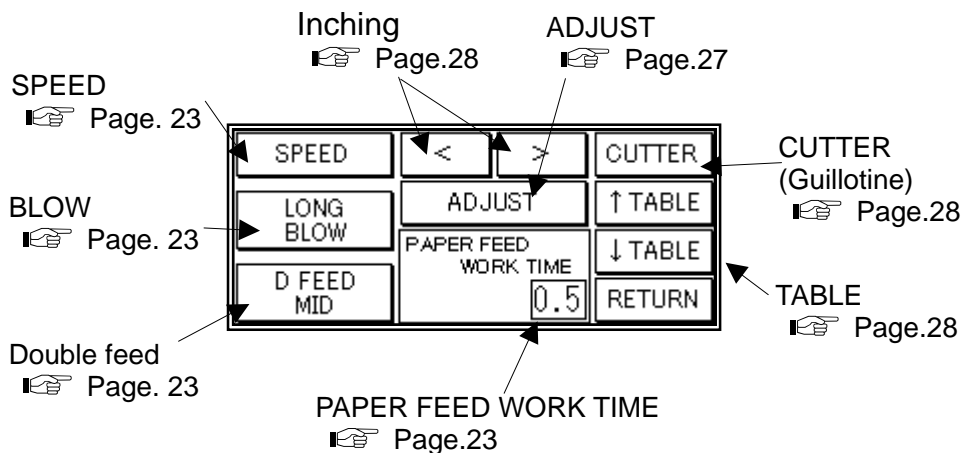 Inching
Page.28
ADJUST
Page.27
SPEED
Page. 23
BLOW
Page. 23
Double feed
Page. 23
SPEED
<
>
CUTTER
LONG
BLOW
ADJUST
↑ TABLE
PAPER FEED
WORK TIME
0.5
↓ TABLE
D FEED
MID
RETURN
CUTTER
(Guillotine)
Page.28
TABLE
Page.28
PAPER FEED WORK TIME
Page.23